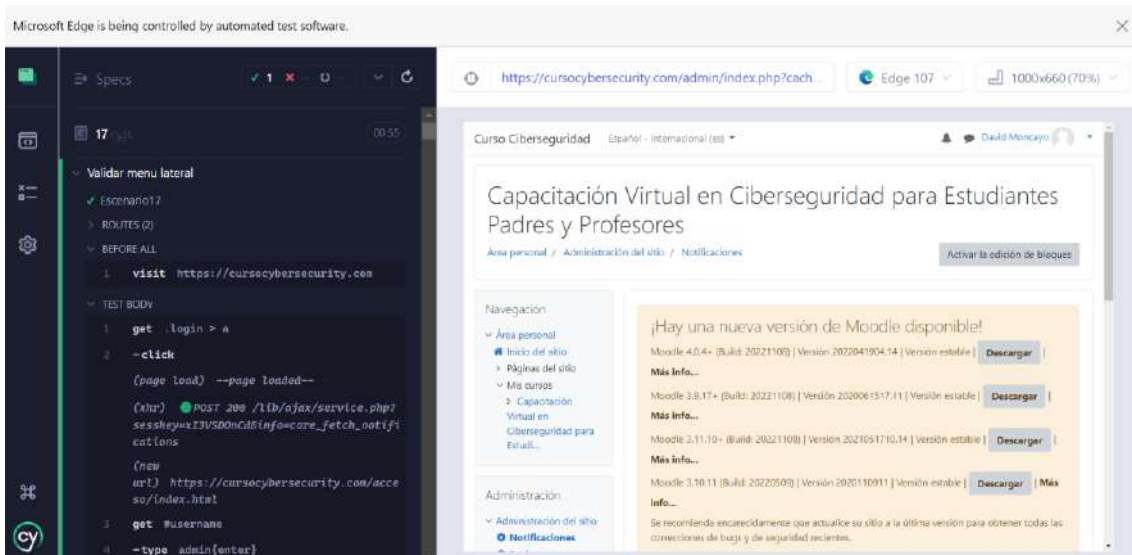 Microsoft Edge is being controlled by automated test software.
Specs
1
17
00:55
Validar menu lateral
Escenario17
ROUTES (2)
BEFORE ALL
1 visit https://cursocybersecurity.com
TEST BODY
1 get .login > a
2 -click
(page load) --page loaded--
(xhr) POST 200 /lib/ajax/service.php?
(new
url) https://cursocybersecurity.com/acce
so/index.html
3 get #username
4 -type admin{enter}
https://cursocybersecurity.com/admin/index.php?cach...
Edge 107
1000x660 (70%)
Curso Ciberseguridad
Español - Internacional (es)
David Moncayo
Capacitación Virtual en Ciberseguridad para Estudiantes
Padres y Profesores
Área personal / Administración del sitio / Notificaciones
Activar la edición de bloques
Navegación
Área personal
Inicio del sitio
Páginas del sitio
Mis cursos
Capacitación
Virtual en
Ciberseguridad para
Estudi...
Administración
Administración del sitio
Notificaciones
¡Hay una nueva versión de Moodle disponible!
Moodle 4.0.4+ (Build: 20221108) | Versión 2022041904.14 | Versión estable | Descargar |
Más info...
Moodle 3.9.17+ (Build: 20221108) | Versión 2020061517.11 | Versión estable | Descargar |
Más info...
Moodle 3.11.10+ (Build: 20221108) | Versión 2021051710.14 | Versión estable | Descargar |
Más info...
Moodle 3.10.11 (Build: 20220509) | Versión 2020110911 | Versión estable | Descargar | Más
info...
Se recomienda encarecidamente que actualice su sitio a la última versión para obtener todas las
correcciones de bugs y de seguridad recientes.
cy